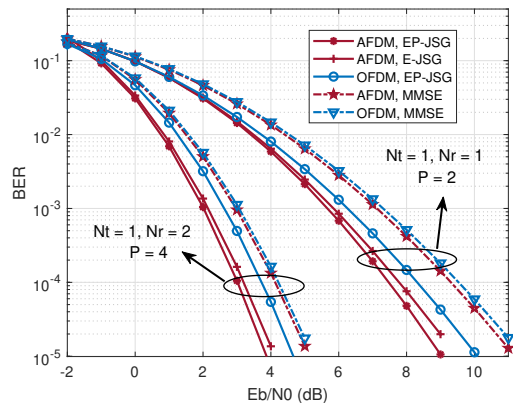 AFDM, EP-JSG
AFDM, E-JSG
OFDM, EP-JSG
AFDM, MMSE
OFDM, MMSE
Nt = 1, Nr = 1
P = 2
Nt = 1, Nr = 2
P = 4
BER
10^-1
10^-2
10^-3
10^-4
10^-5
-2 0 2 4 6 8 10
Eb/N0 (dB)